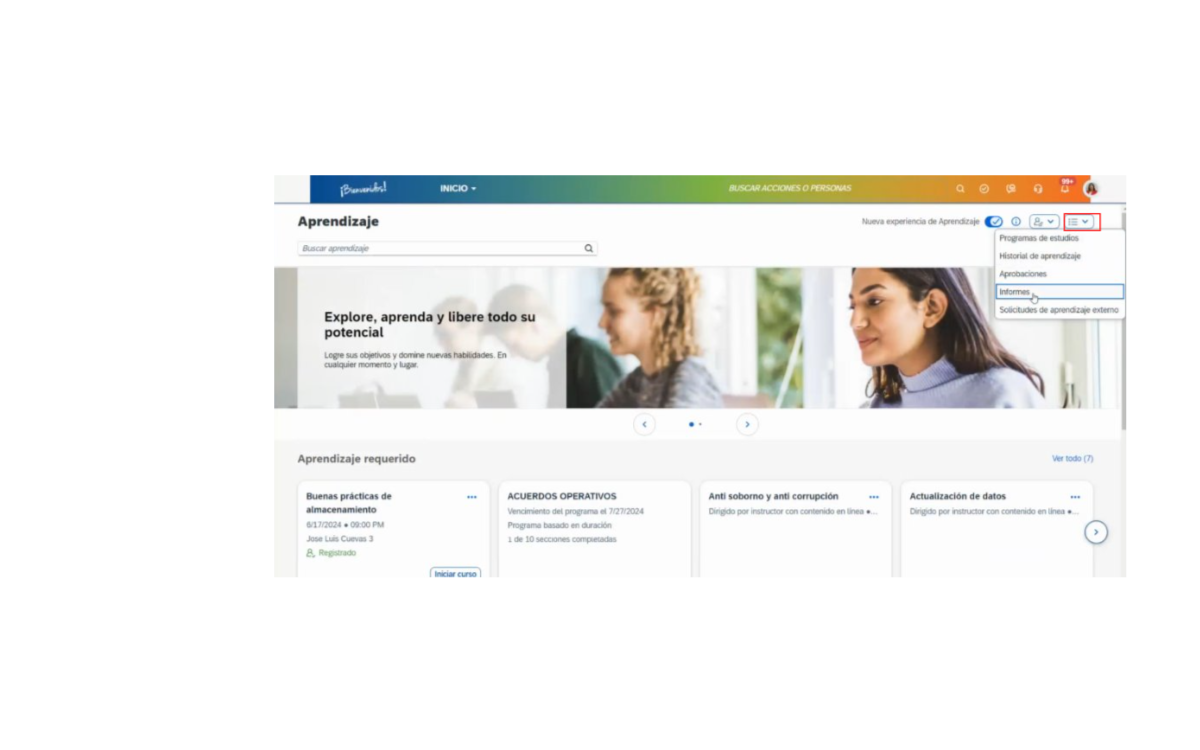 ¡Bienvenidos!
INICIO
BUSCAR ACCIONES O PERSONAS
99+
Aprendizaje
Nueva experiencia de Aprendizaje
Buscar aprendizaje
Programas de estudios
Historial de aprendizaje
Aprobaciones
Informes
Solicitudes de aprendizaje externo
Explore, aprenda y libere todo su
potencial
Logre sus objetivos y domine nuevas habilidades. En
cualquier momento y lugar.
Aprendizaje requerido
Ver todo (7)
Buenas prácticas de
almacenamiento
6/17/2024 • 09:00 PM
Jose Luis Cuevas 3
Registrado
Iniciar curso
ACUERDOS OPERATIVOS
Vencimiento del programa el 7/27/2024
Programa basado en duración
1 de 10 secciones completadas
Anti soborno y anti corrupción
Dirigido por instructor con contenido en línea •...
Actualización de datos
Dirigido por instructor con contenido en línea •...